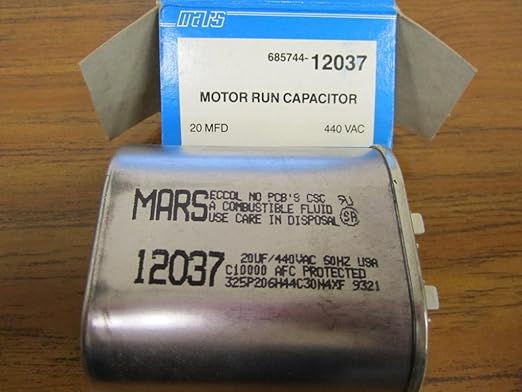 mars
685744-12037
MOTOR RUN CAPACITOR
20 MFD 440 VAC
MARS
ECCOL NO PCB'S CSC
A COMBUSTIBLE FLUID
USE CARE IN DISPOSAL
SA
12037
20UF/440VAC 60HZ USA
C10000 AFC PROTECTED
325P206H44C30N4XF 9321